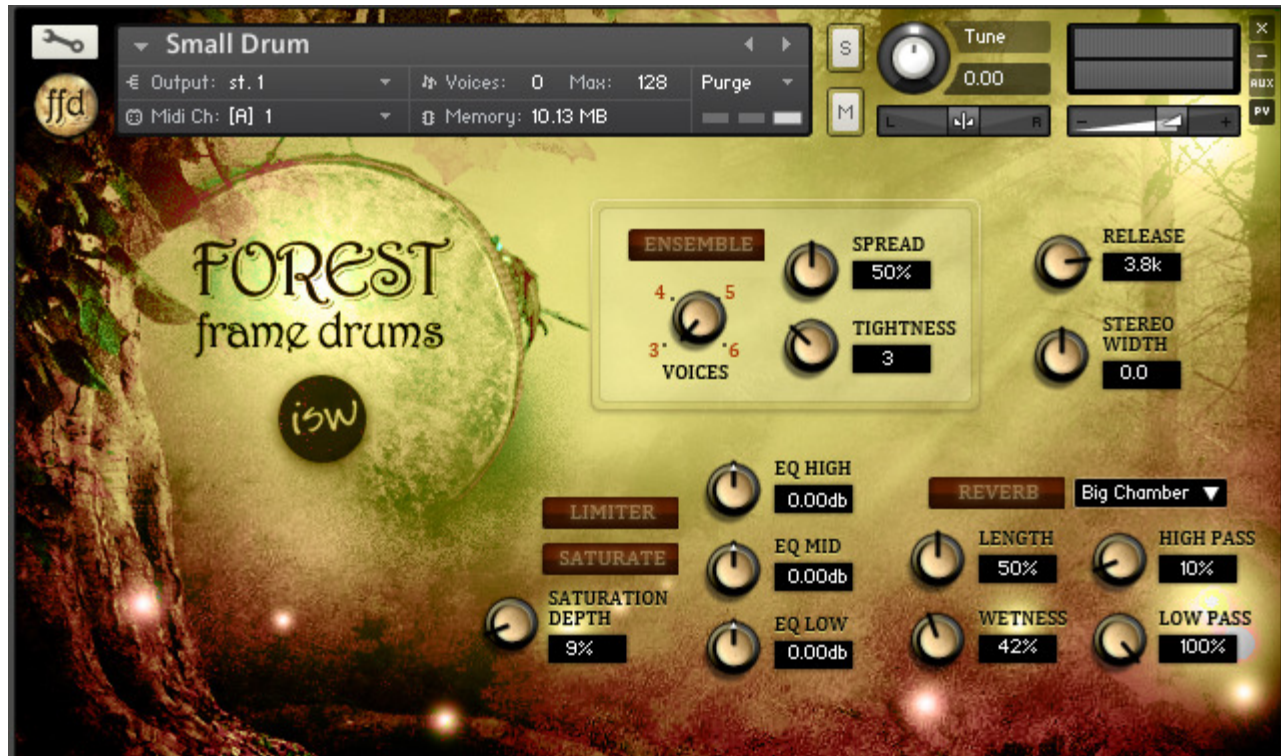 Small Drum
Output: st. 1
Voices: 0 Max: 128
Purge
Midi Ch: [A] 1
Memory: 10.13 MB
S
M
Tune
0.00
L
R
-
+
X
-
AUX
PV
ffd
FOREST
frame drums
isw
ENSEMBLE
4
5
3
6
VOICES
SPREAD
50%
TIGHTNESS
3
RELEASE
3.8k
STEREO
WIDTH
0.0
LIMITER
SATURATE
SATURATION
DEPTH
9%
EQ HIGH
0.00db
EQ MID
0.00db
EQ LOW
0.00db
REVERB
Big Chamber
LENGTH
50%
HIGH PASS
10%
WETNESS
42%
LOW PASS
100%